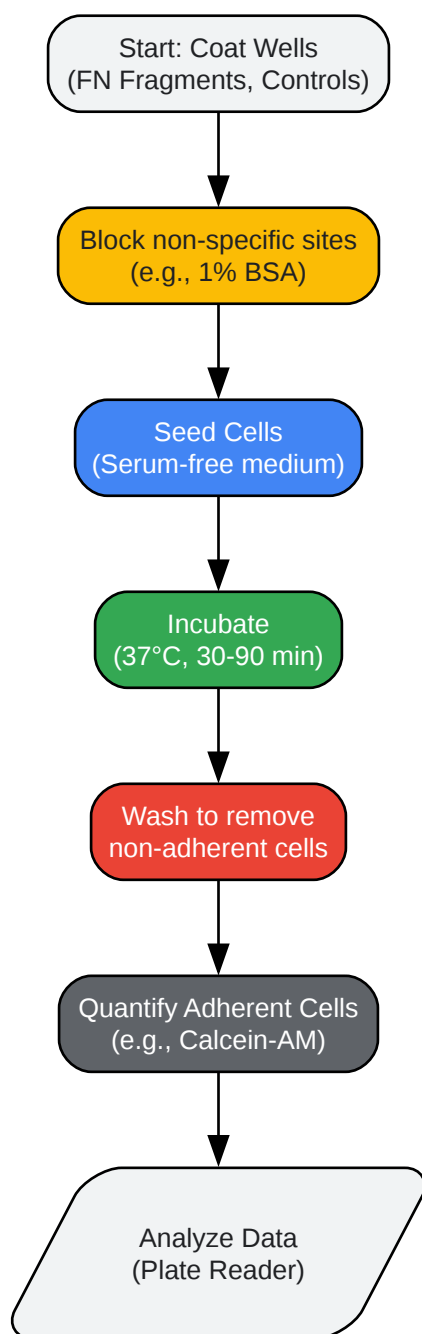 Start: Coat Wells
(FN Fragments, Controls)
Block non-specific sites
(e.g., 1% BSA)
Seed Cells
(Serum-free medium)
Incubate
(37°C, 30-90 min)
Wash to remove
non-adherent cells
Quantify Adherent Cells
(e.g., Calcein-AM)
Analyze Data
(Plate Reader)